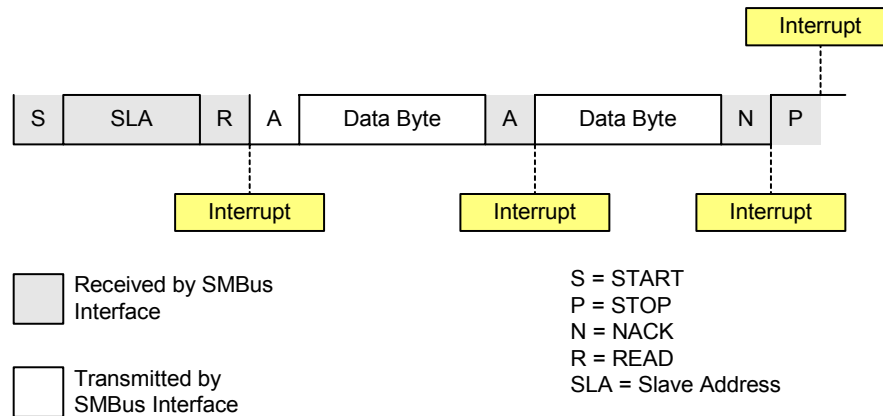 Interrupt
S SLA R A Data Byte A Data Byte N P
Interrupt Interrupt Interrupt
Received by SMBus
Interface
Transmitted by
SMBus Interface
S = START
P = STOP
N = NACK
R = READ
SLA = Slave Address